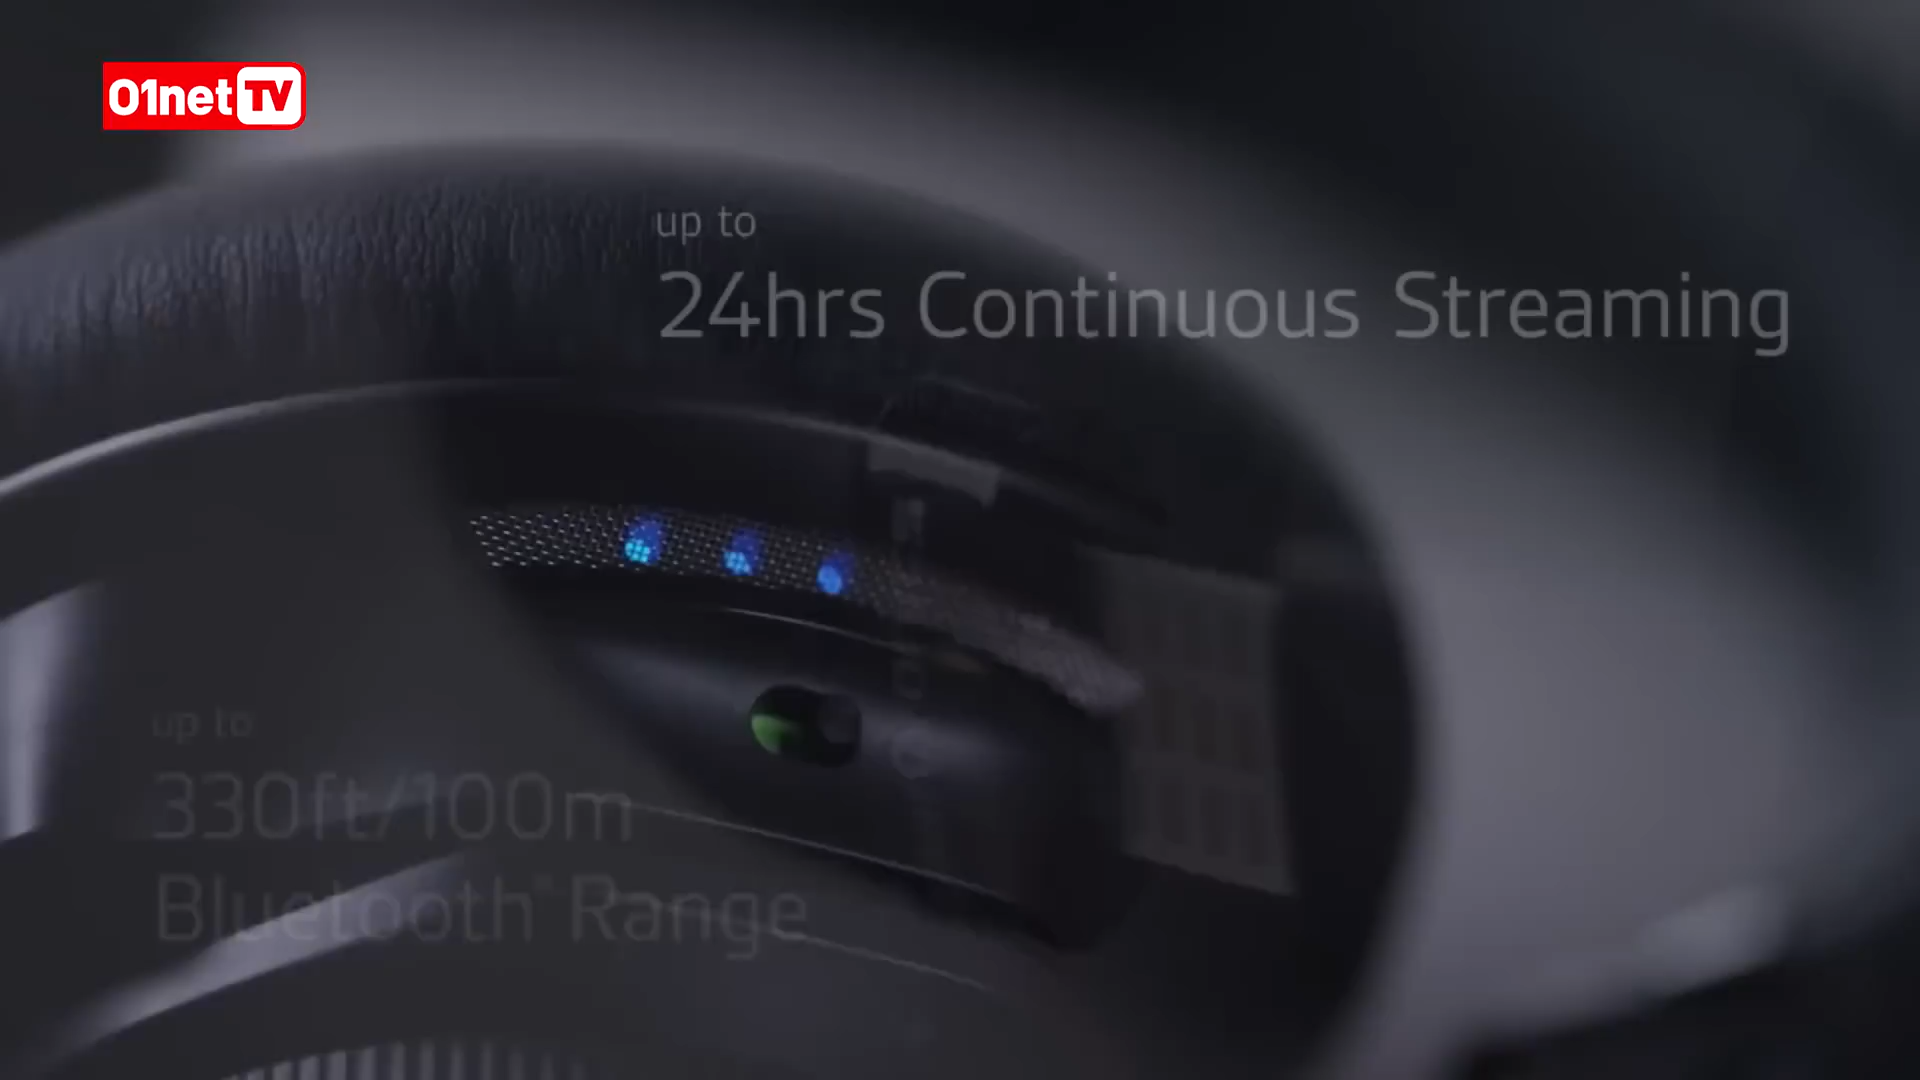 01net TV
up to
24hrs Continuous Streaming
up to
330ft/100m
Bluetooth® Range